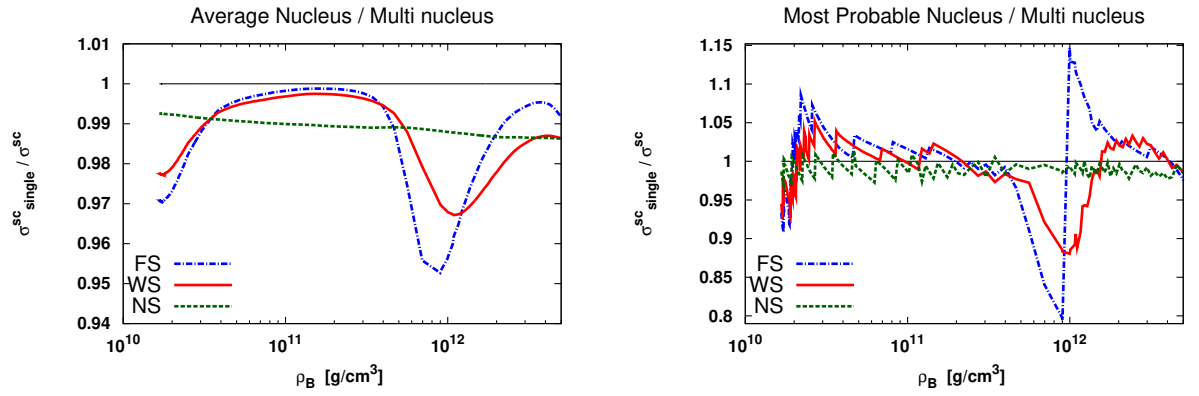 Average Nucleus / Multi nucleus
1.01
1
0.99
0.98
0.97
0.96
0.95
0.94
σ^sc_single / σ^sc
FS
WS
NS
10^10 10^11 10^12
ρ_B [g/cm^3]
Most Probable Nucleus / Multi nucleus
1.15
1.1
1.05
1
0.95
0.9
0.85
0.8
σ^sc_single / σ^sc
FS
WS
NS
10^10 10^11 10^12
ρ_B [g/cm^3]